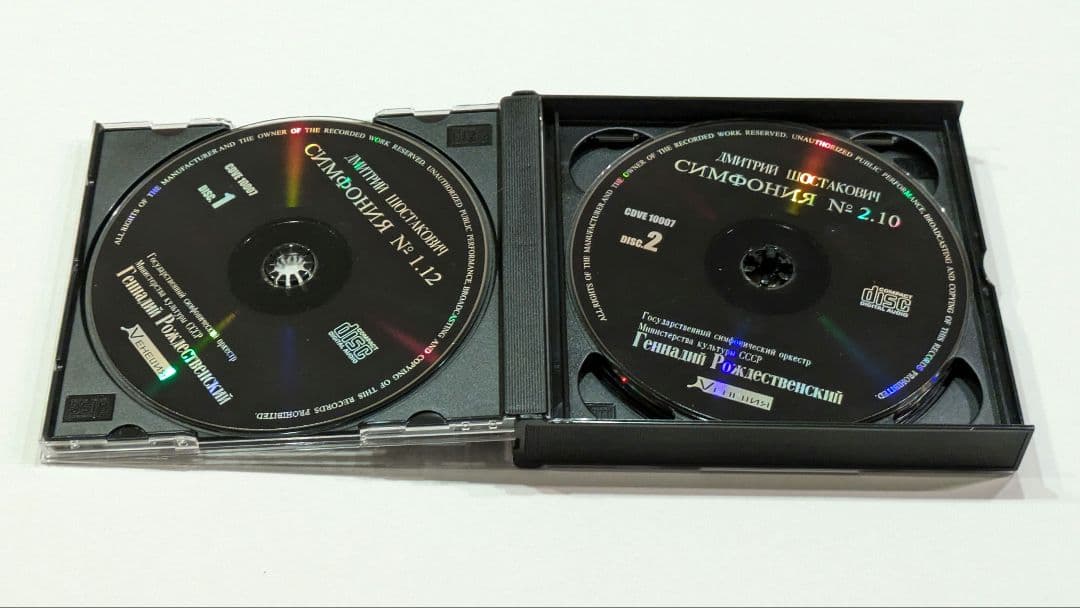 ALL RIGHTS OF THE MANUFACTURER AND THE OWNER OF THE RECORDED WORK RESERVED. UNAUTHORIZED PUBLIC PERFORMANCE, BROADCASTING AND COPYING OF THIS RECORDS PROHIBITED.
ДМИТРИЙ ШОСТАКОВИЧ
СИМФОНИЯ № 1.12
CDVE 10007
DISC.1
COMPACT
disc
DIGITAL AUDIO
Государственный симфонический оркестр
Министерства культуры СССР
Геннадий Рождественский
VЕНЕЦИЯ
ALL RIGHTS OF THE MANUFACTURER AND THE OWNER OF THE RECORDED WORK RESERVED. UNAUTHORIZED PUBLIC PERFORMANCE, BROADCASTING AND COPYING OF THIS RECORDS PROHIBITED.
ДМИТРИЙ ШОСТАКОВИЧ
СИМФОНИЯ № 2.10
CDVE 10007
DISC.2
COMPACT
disc
DIGITAL AUDIO
Государственный симфонический оркестр
Министерства культуры СССР
Геннадий Рождественский
VЕНЕЦИЯ